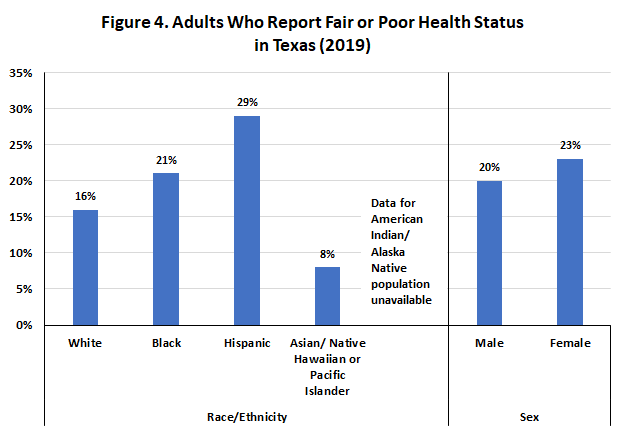 Figure 4. Adults Who Report Fair or Poor Health Status
in Texas (2019)
35%
30%
25%
20%
15%
10%
5%
0%
16%
21%
29%
8%
Data for
American
Indian/
Alaska
Native
population
unavailable
20%
23%
White
Black
Hispanic
Asian/ Native
Hawaiian or
Pacific
Islander
Male
Female
Race/Ethnicity
Sex